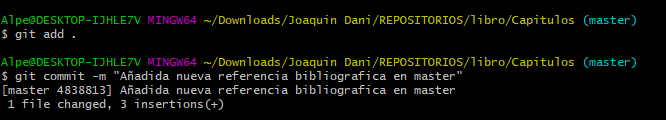 Alpe@DESKTOP-IJHLE7V MINGW64 ~/Downloads/Joaquin Dani/REPOSITORIOS/libro/Capitulos (master)
$ git add .
Alpe@DESKTOP-IJHLE7V MINGW64 ~/Downloads/Joaquin Dani/REPOSITORIOS/libro/Capitulos (master)
$ git commit -m "Añadida nueva referencia bibliografica en master"
[master 4838813] Añadida nueva referencia bibliografica en master
1 file changed, 3 insertions(+)